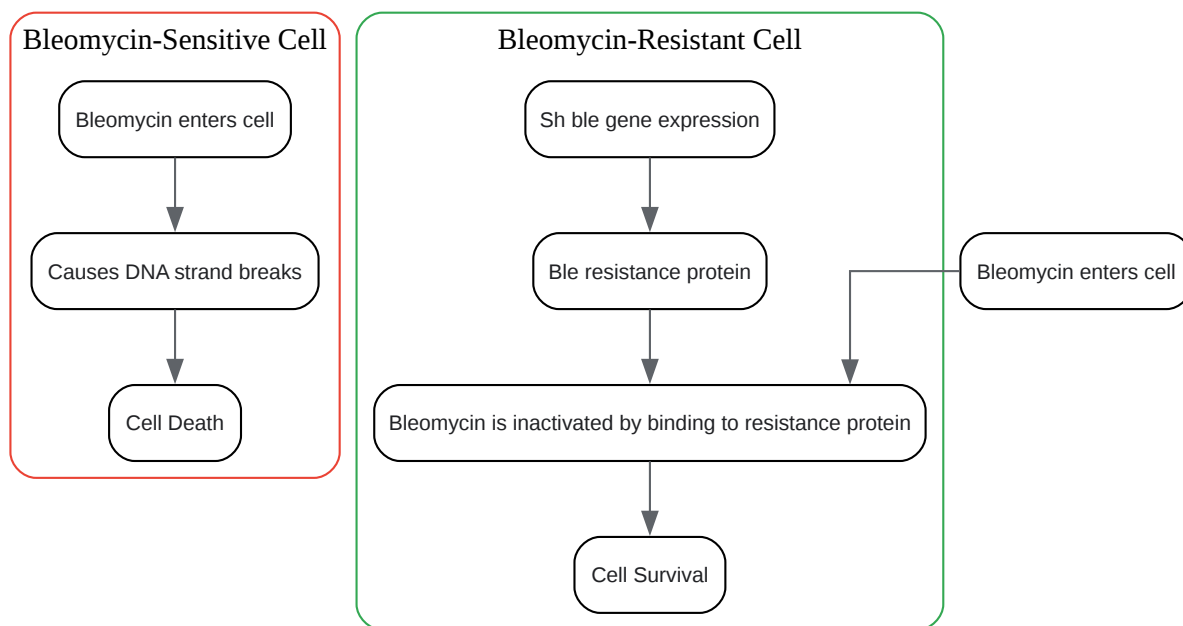 Bleomycin-Sensitive Cell
Bleomycin enters cell
Causes DNA strand breaks
Cell Death
Bleomycin-Resistant Cell
Sh ble gene expression
Ble resistance protein
Bleomycin enters cell
Bleomycin is inactivated by binding to resistance protein
Cell Survival